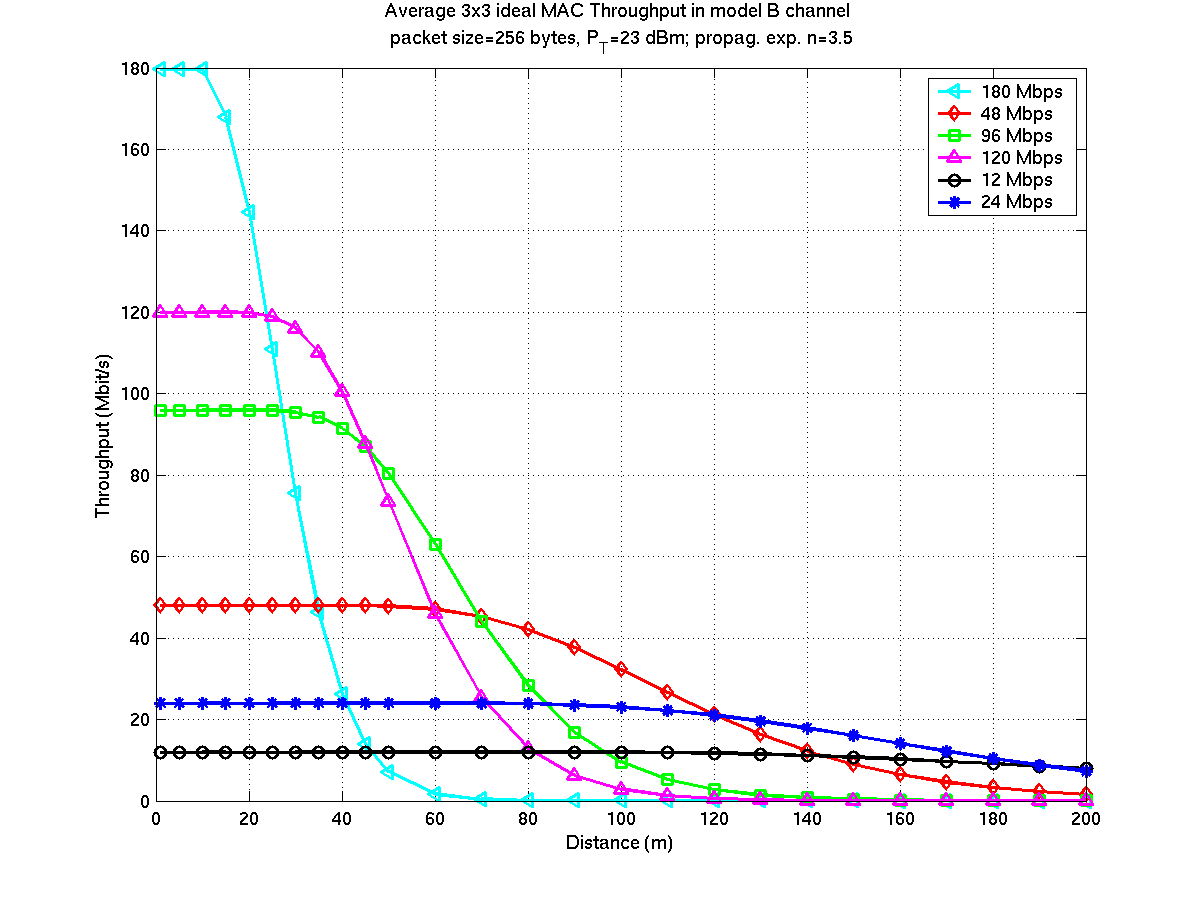 Average 3x3 ideal MAC Throughput in model B channel
packet size=256 bytes, P_T=23 dBm; propag. exp. n=3.5
180 Mbps
48 Mbps
96 Mbps
120 Mbps
12 Mbps
24 Mbps
Throughput (Mbit/s)
180
160
140
120
100
80
60
40
20
0
0 20 40 60 80 100 120 140 160 180 200
Distance (m)